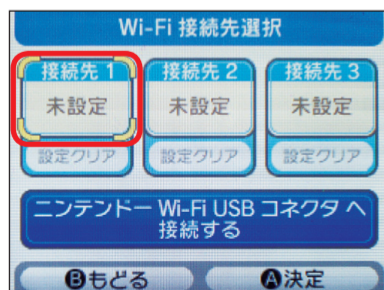 Wi-Fi 接続先選択
接続先 1 接続先 2 接続先 3
未設定 未設定 未設定
設定クリア 設定クリア 設定クリア
ニンテンドー Wi-Fi USB コネクタ へ
接続する
Ⓑもどる Ⓐ決定